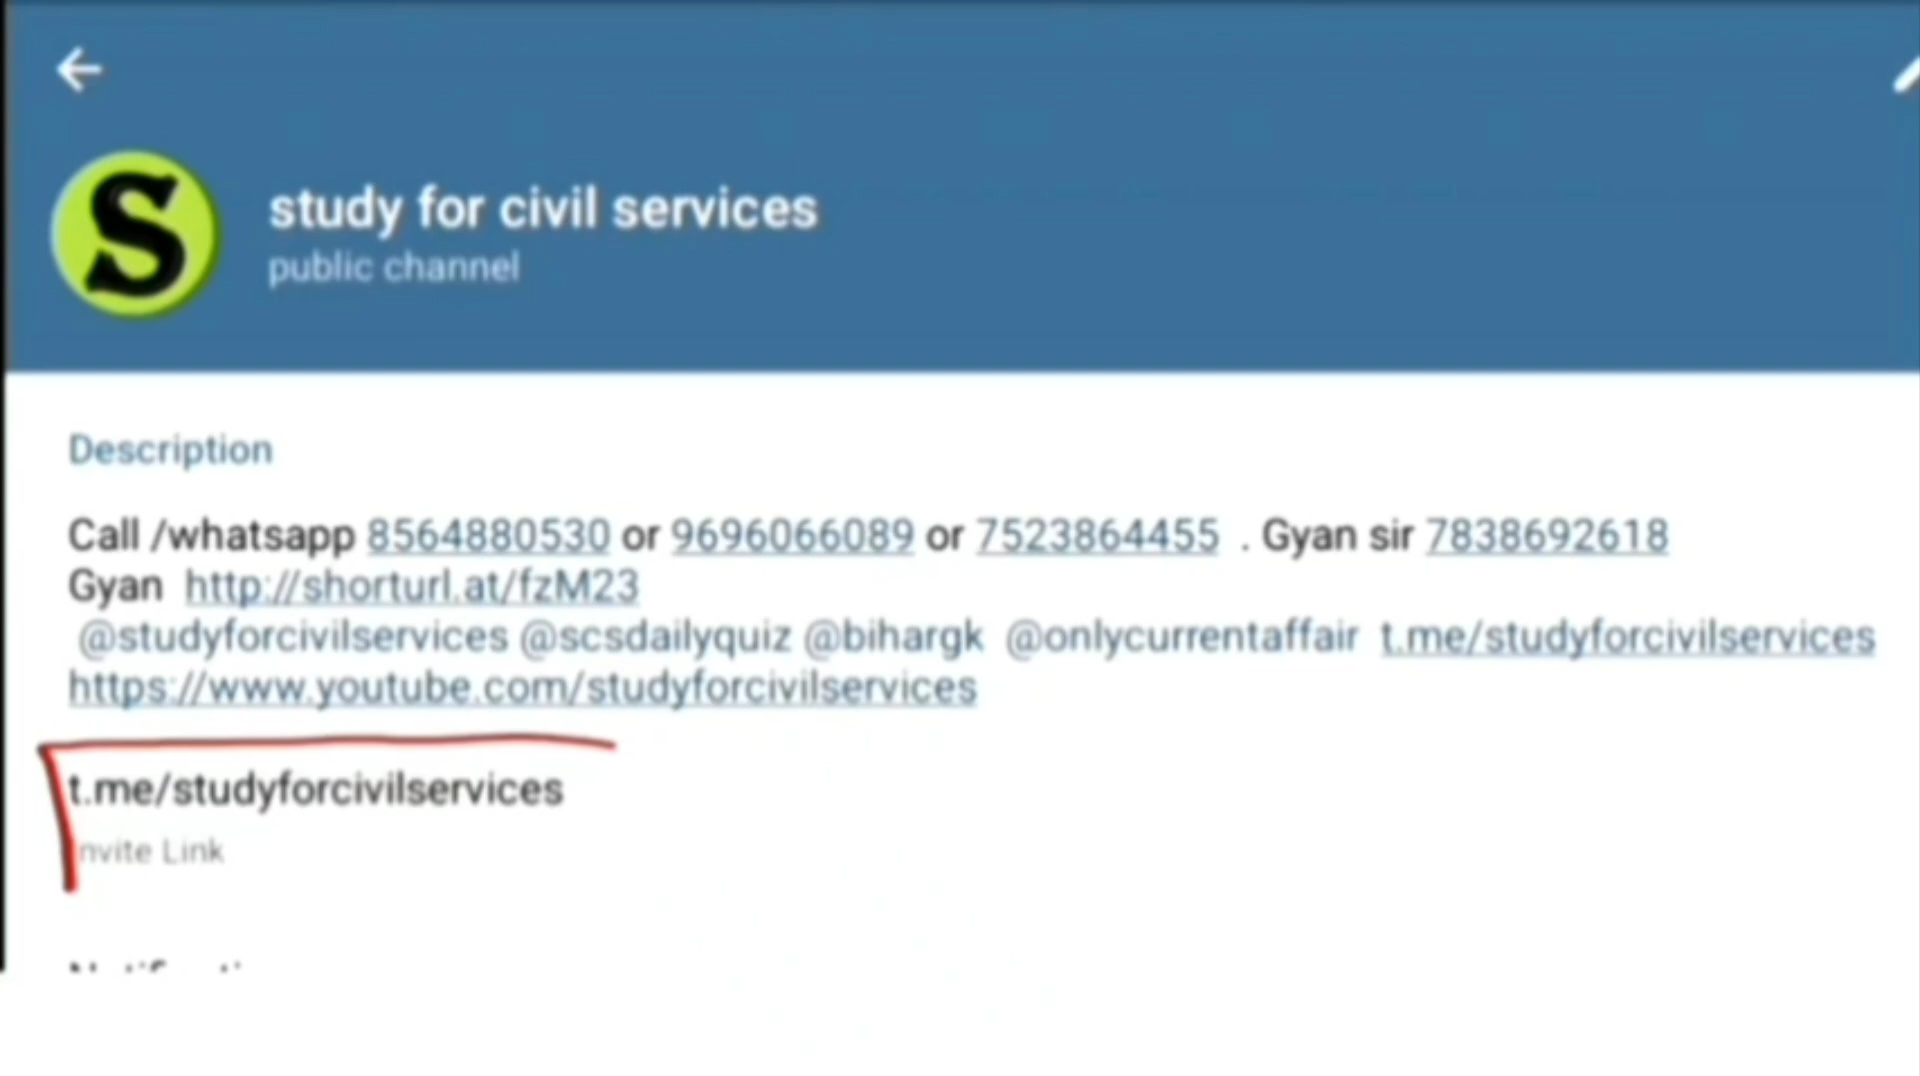 S
study for civil services
public channel
Description
Call /whatsapp 8564880530 or 9696066089 or 7523864455 . Gyan sir 7838692618
Gyan http://shorturl.at/fzM23
@studyforcivilservices @scsdailyquiz @bihargk @onlycurrentaffair t.me/studyforcivilservices
https://www.youtube.com/studyforcivilservices
t.me/studyforcivilservices
Invite Link